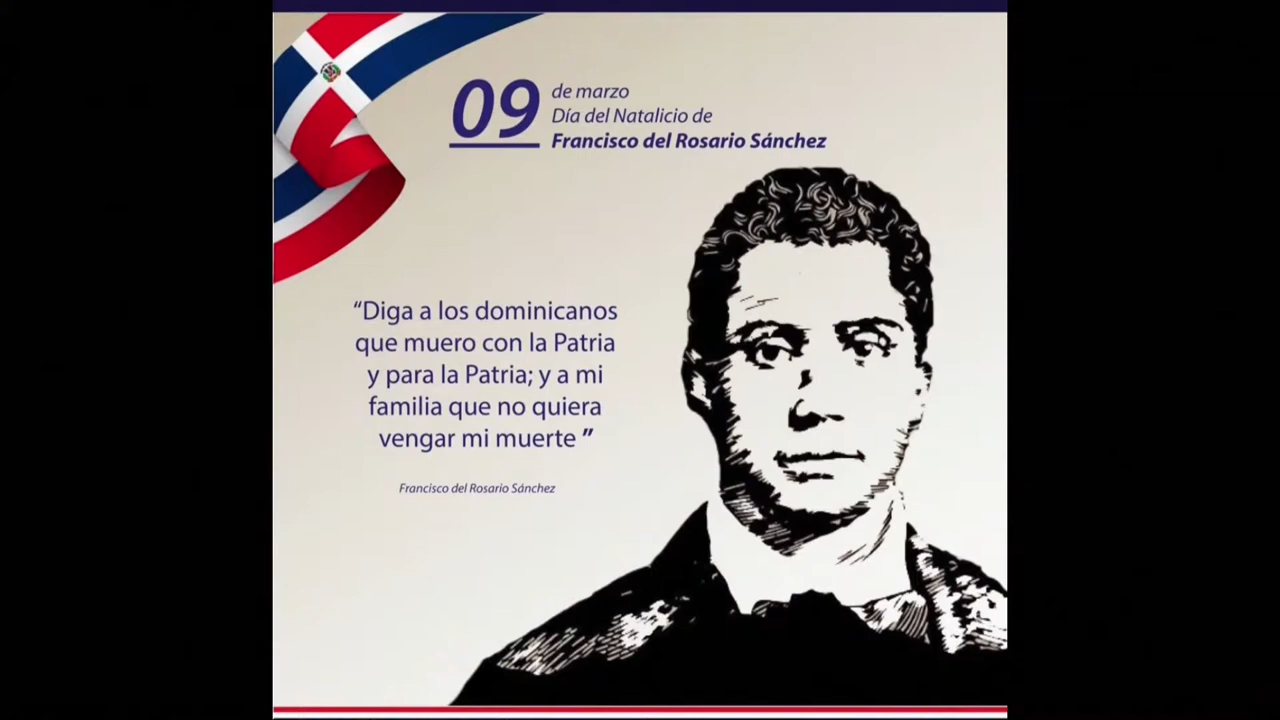 09
de marzo
Día del Natalicio de
Francisco del Rosario Sánchez
“Diga a los dominicanos
que muero con la Patria
y para la Patria; y a mi
familia que no quiera
vengar mi muerte ”
Francisco del Rosario Sánchez